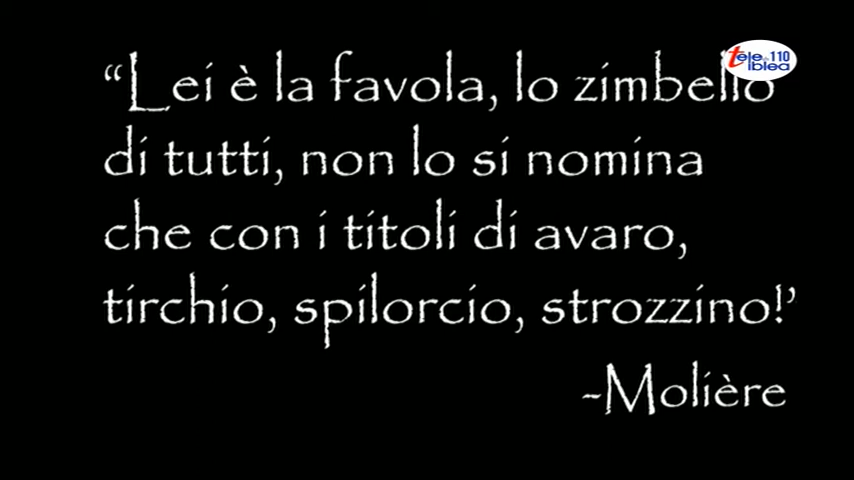 “Lei è la favola, lo zimbello
di tutti, non lo si nomina
che con i titoli di avaro,
tirchio, spilorcio, strozzino!’
-Molière
tele 110
iblea